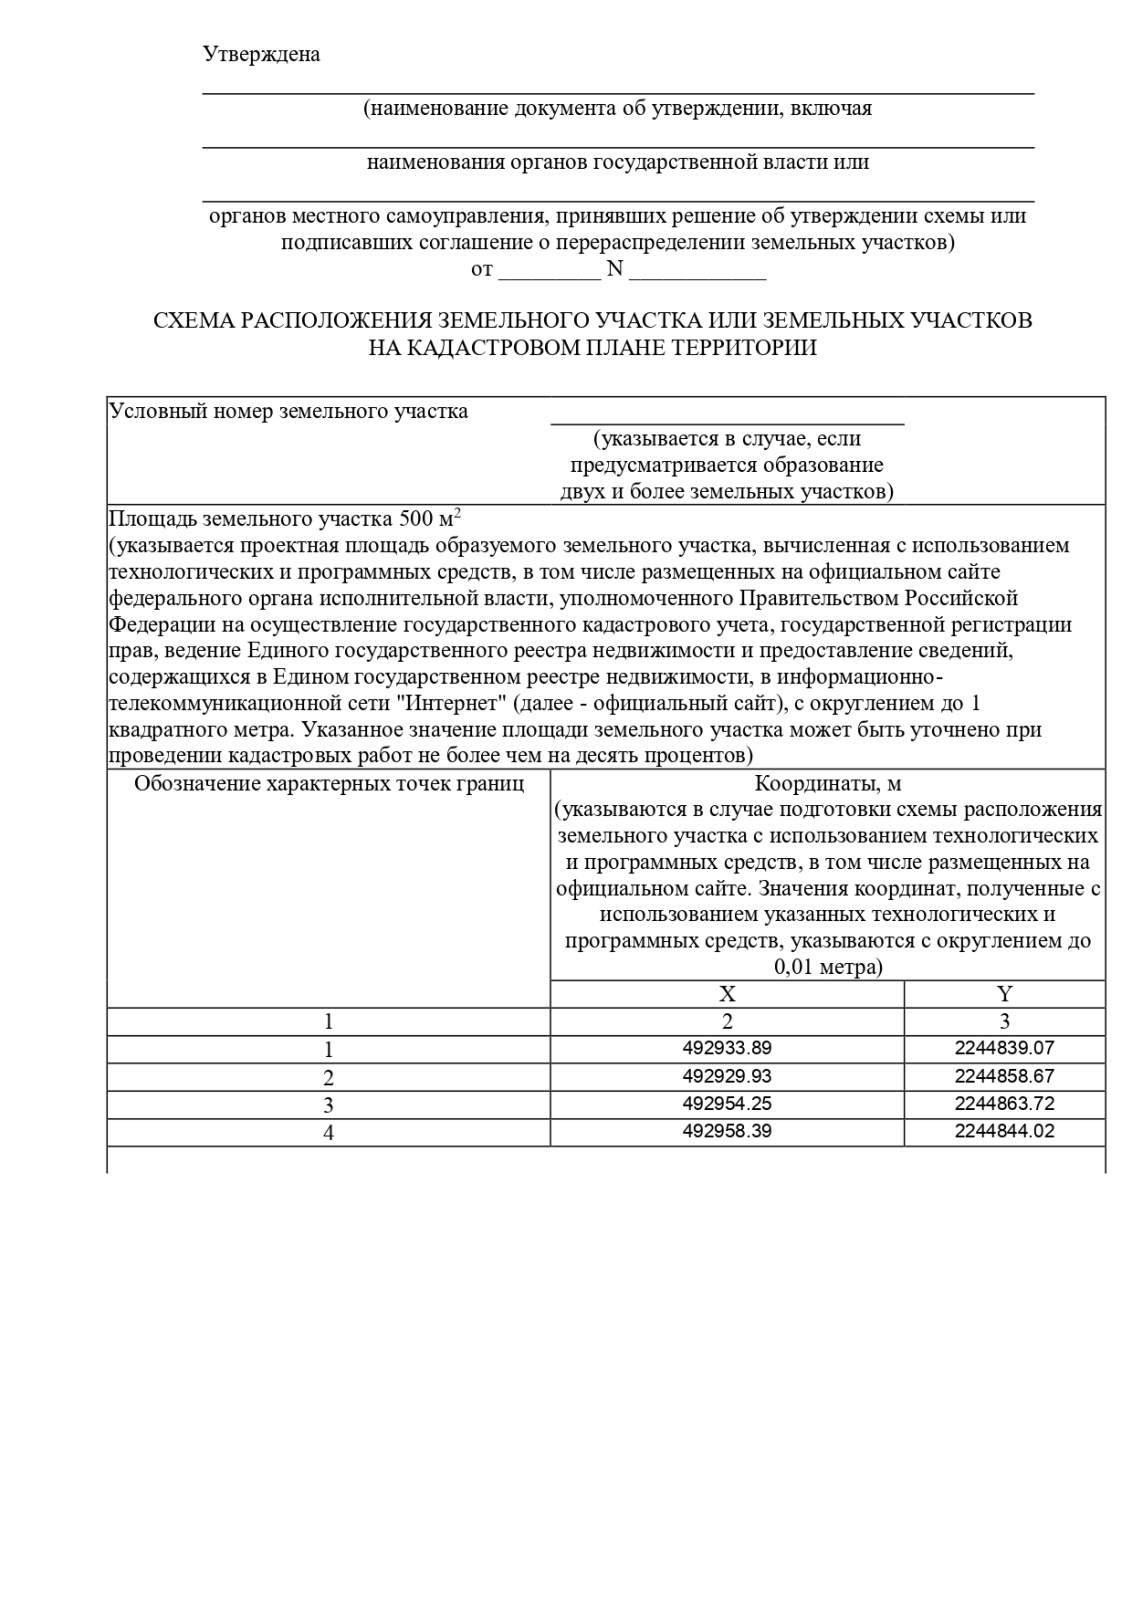 Утверждена
(наименование документа об утверждении, включая
наименования органов государственной власти или
органов местного самоуправления, принявших решение об утверждении схемы или
подписавших соглашение о перераспределении земельных участков)
от _________ N ____________
СХЕМА РАСПОЛОЖЕНИЯ ЗЕМЕЛЬНОГО УЧАСТКА ИЛИ ЗЕМЕЛЬНЫХ УЧАСТКОВ
НА КАДАСТРОВОМ ПЛАНЕ ТЕРРИТОРИИ
Условный номер земельного участка
(указывается в случае, если
предусматривается образование
двух и более земельных участков)
Площадь земельного участка 500 м²
(указывается проектная площадь образуемого земельного участка, вычисленная с использованием
технологических и программных средств, в том числе размещенных на официальном сайте
федерального органа исполнительной власти, уполномоченного Правительством Российской
Федерации на осуществление государственного кадастрового учета, государственной регистрации
прав, ведение Единого государственного реестра недвижимости и предоставление сведений,
содержащихся в Едином государственном реестре недвижимости, в информационно-
телекоммуникационной сети "Интернет" (далее - официальный сайт), с округлением до 1
квадратного метра. Указанное значение площади земельного участка может быть уточнено при
проведении кадастровых работ не более чем на десять процентов)
Обозначение характерных точек границ
Координаты, м
(указываются в случае подготовки схемы расположения
земельного участка с использованием технологических
и программных средств, в том числе размещенных на
официальном сайте. Значения координат, полученные с
использованием указанных технологических и
программных средств, указываются с округлением до
0,01 метра)
X Y
1 2 3
1 492933.89 2244839.07
2 492929.93 2244858.67
3 492954.25 2244863.72
4 492958.39 2244844.02